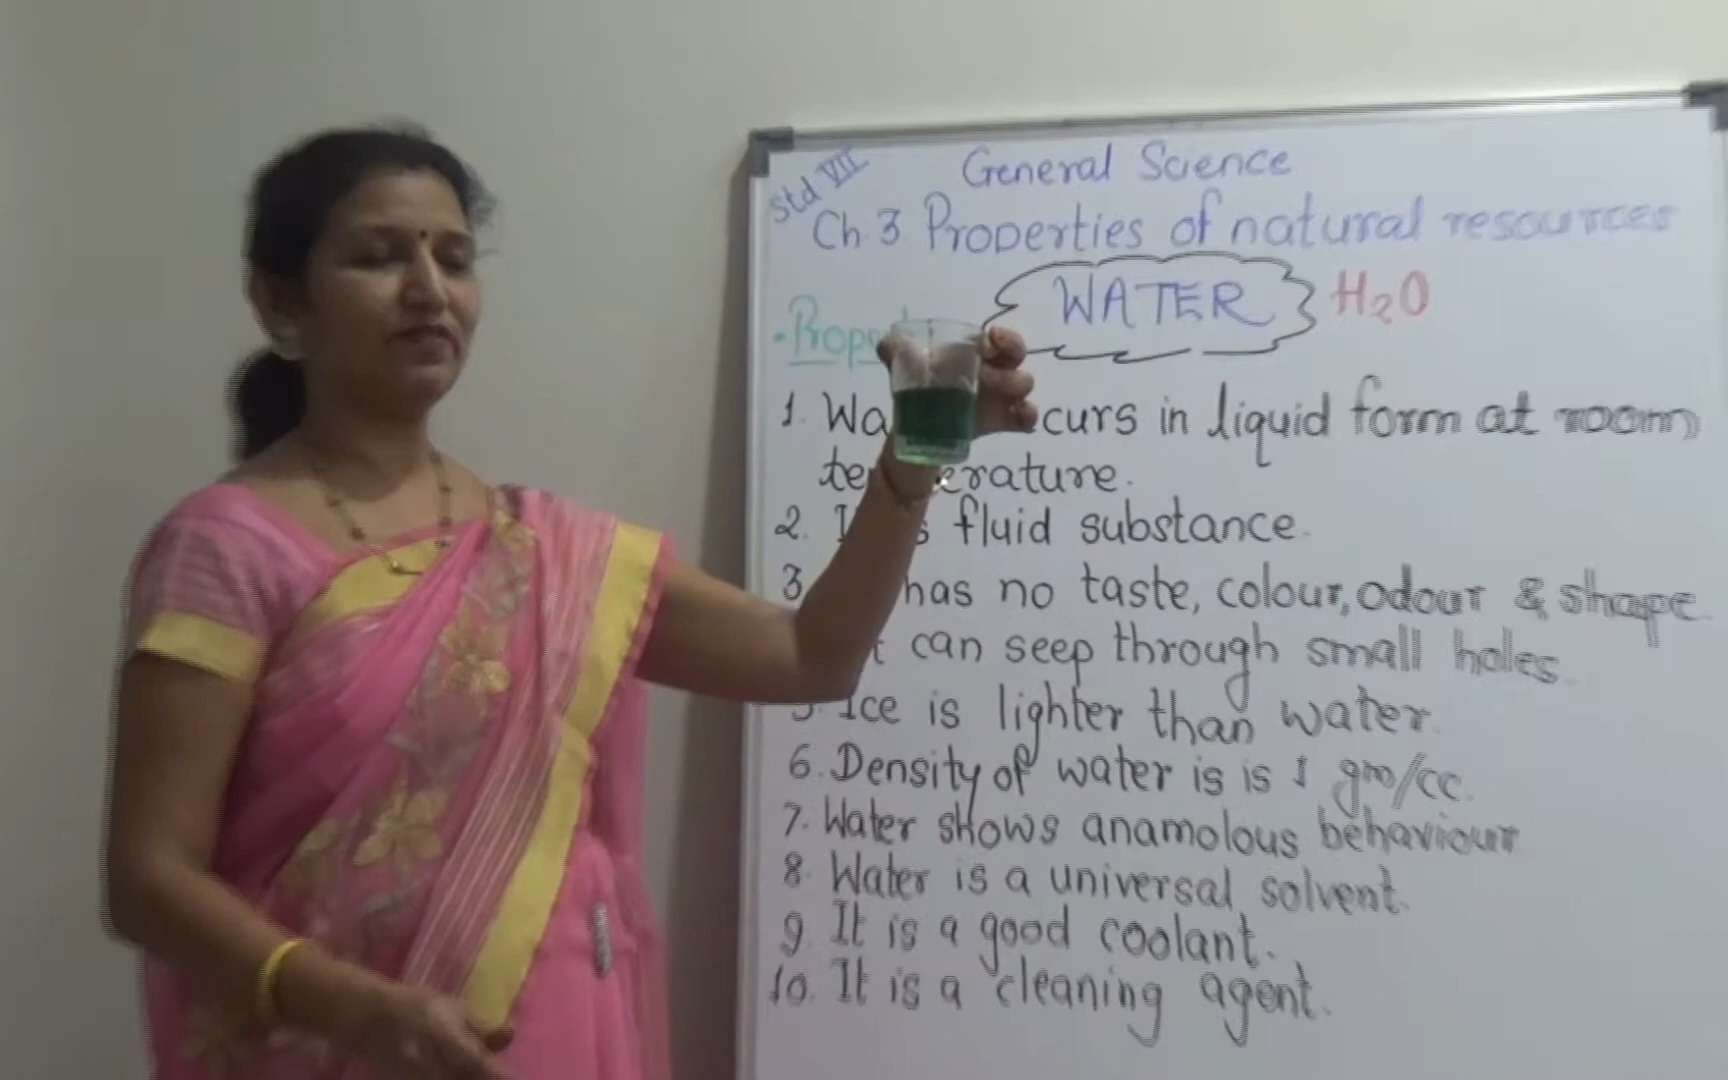 Std VII
General Science
Ch. 3 Properties of natural resources
WATER H2O
1. Wa curs in liquid form at room
te erature.
2. I s fluid substance.
3 has no taste, colour, odour & shape.
t can seep through small holes.
5. Ice is lighter than water.
6. Density of water is is 1 gm/cc.
7. Water shows anamolous behaviour
8. Water is a universal solvent.
9. It is a good coolant.
10. It is a cleaning agent.